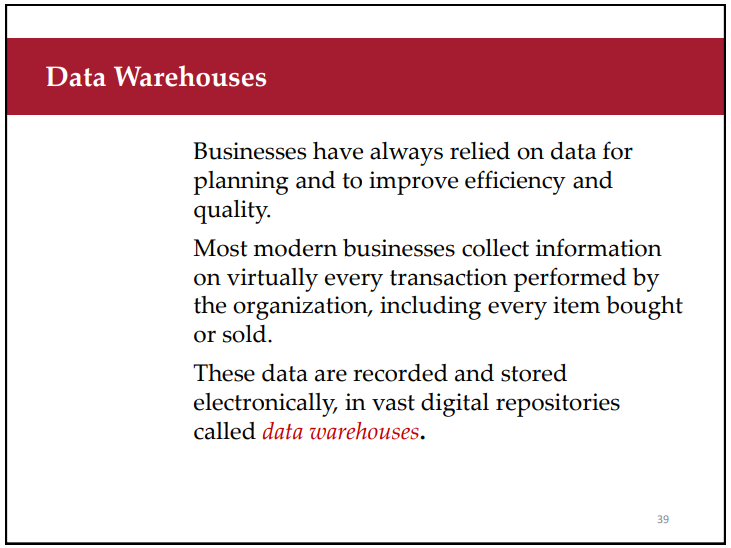 Data Warehouses
Businesses have always relied on data for
planning and to improve efficiency and
quality.
Most modern businesses collect information
on virtually every transaction performed by
the organization, including every item bought
or sold.
These data are recorded and stored
electronically, in vast digital repositories
called data warehouses.
39